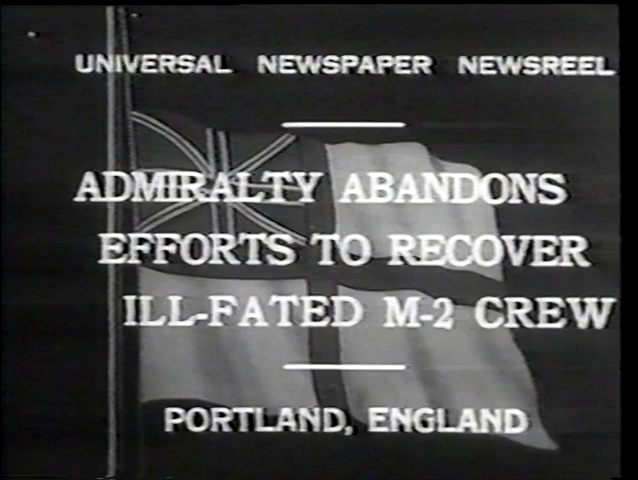 UNIVERSAL NEWSPAPER NEWSREEL
ADMIRALTY ABANDONS
EFFORTS TO RECOVER
ILL-FATED M-2 CREW
PORTLAND, ENGLAND